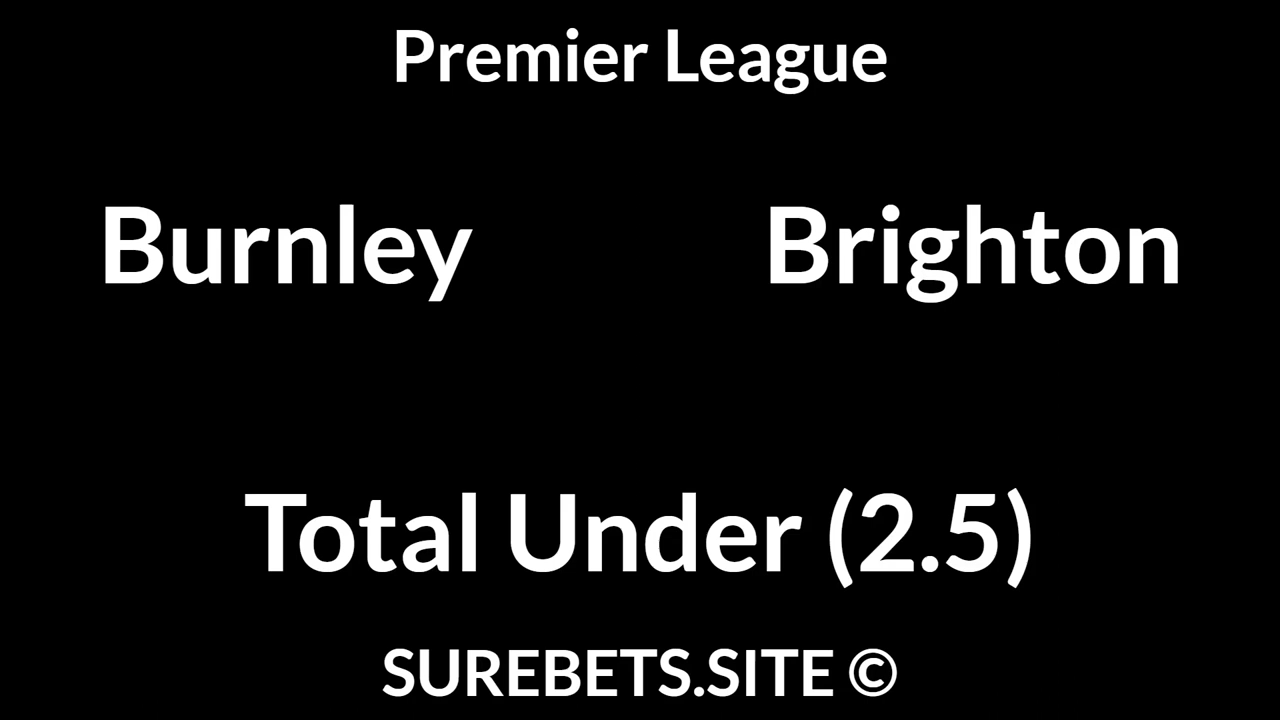 Premier League
Burnley Brighton
Total Under (2.5)
SUREBETS.SITE ©